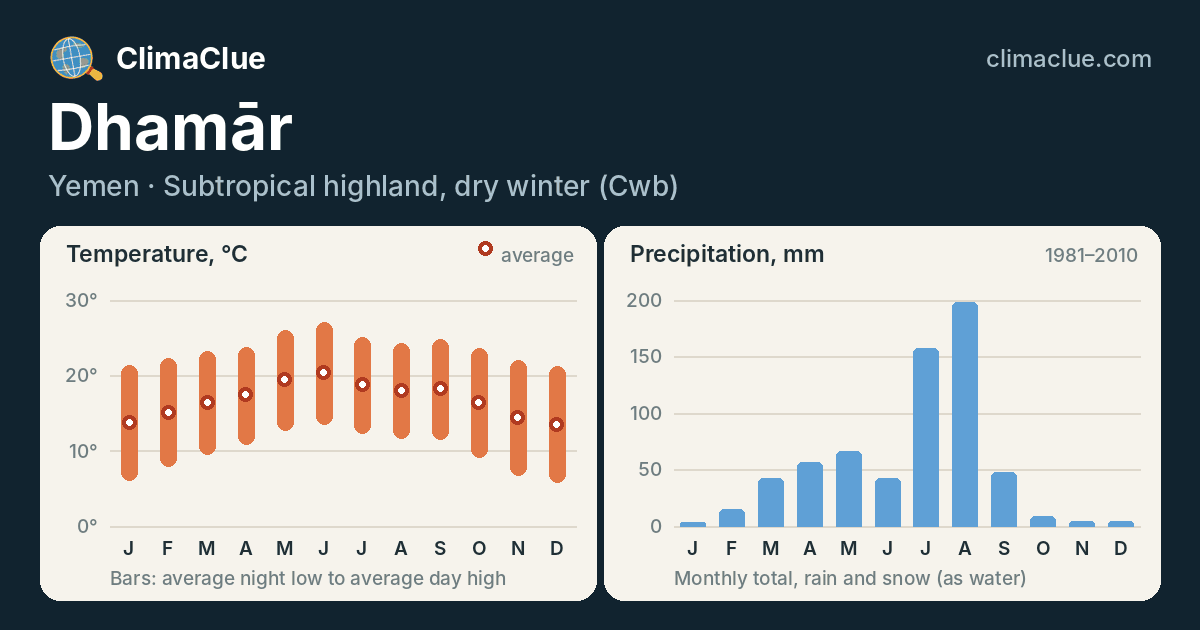 ClimaClue
climaclue.com
Dhamār
Yemen · Subtropical highland, dry winter (Cwb)
Temperature, °C
average
30°
20°
10°
0°
J F M A M J J A S O N D
Bars: average night low to average day high
Precipitation, mm
1981–2010
200
150
100
50
0
J F M A M J J A S O N D
Monthly total, rain and snow (as water)